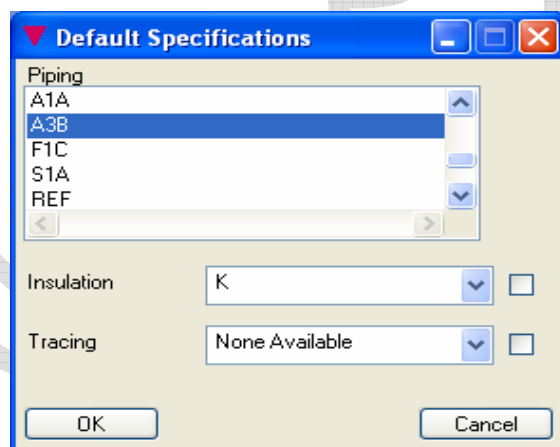 Default Specifications
Piping
A1A
A3B
F1C
S1A
REF
Insulation K
Tracing None Available
OK Cancel